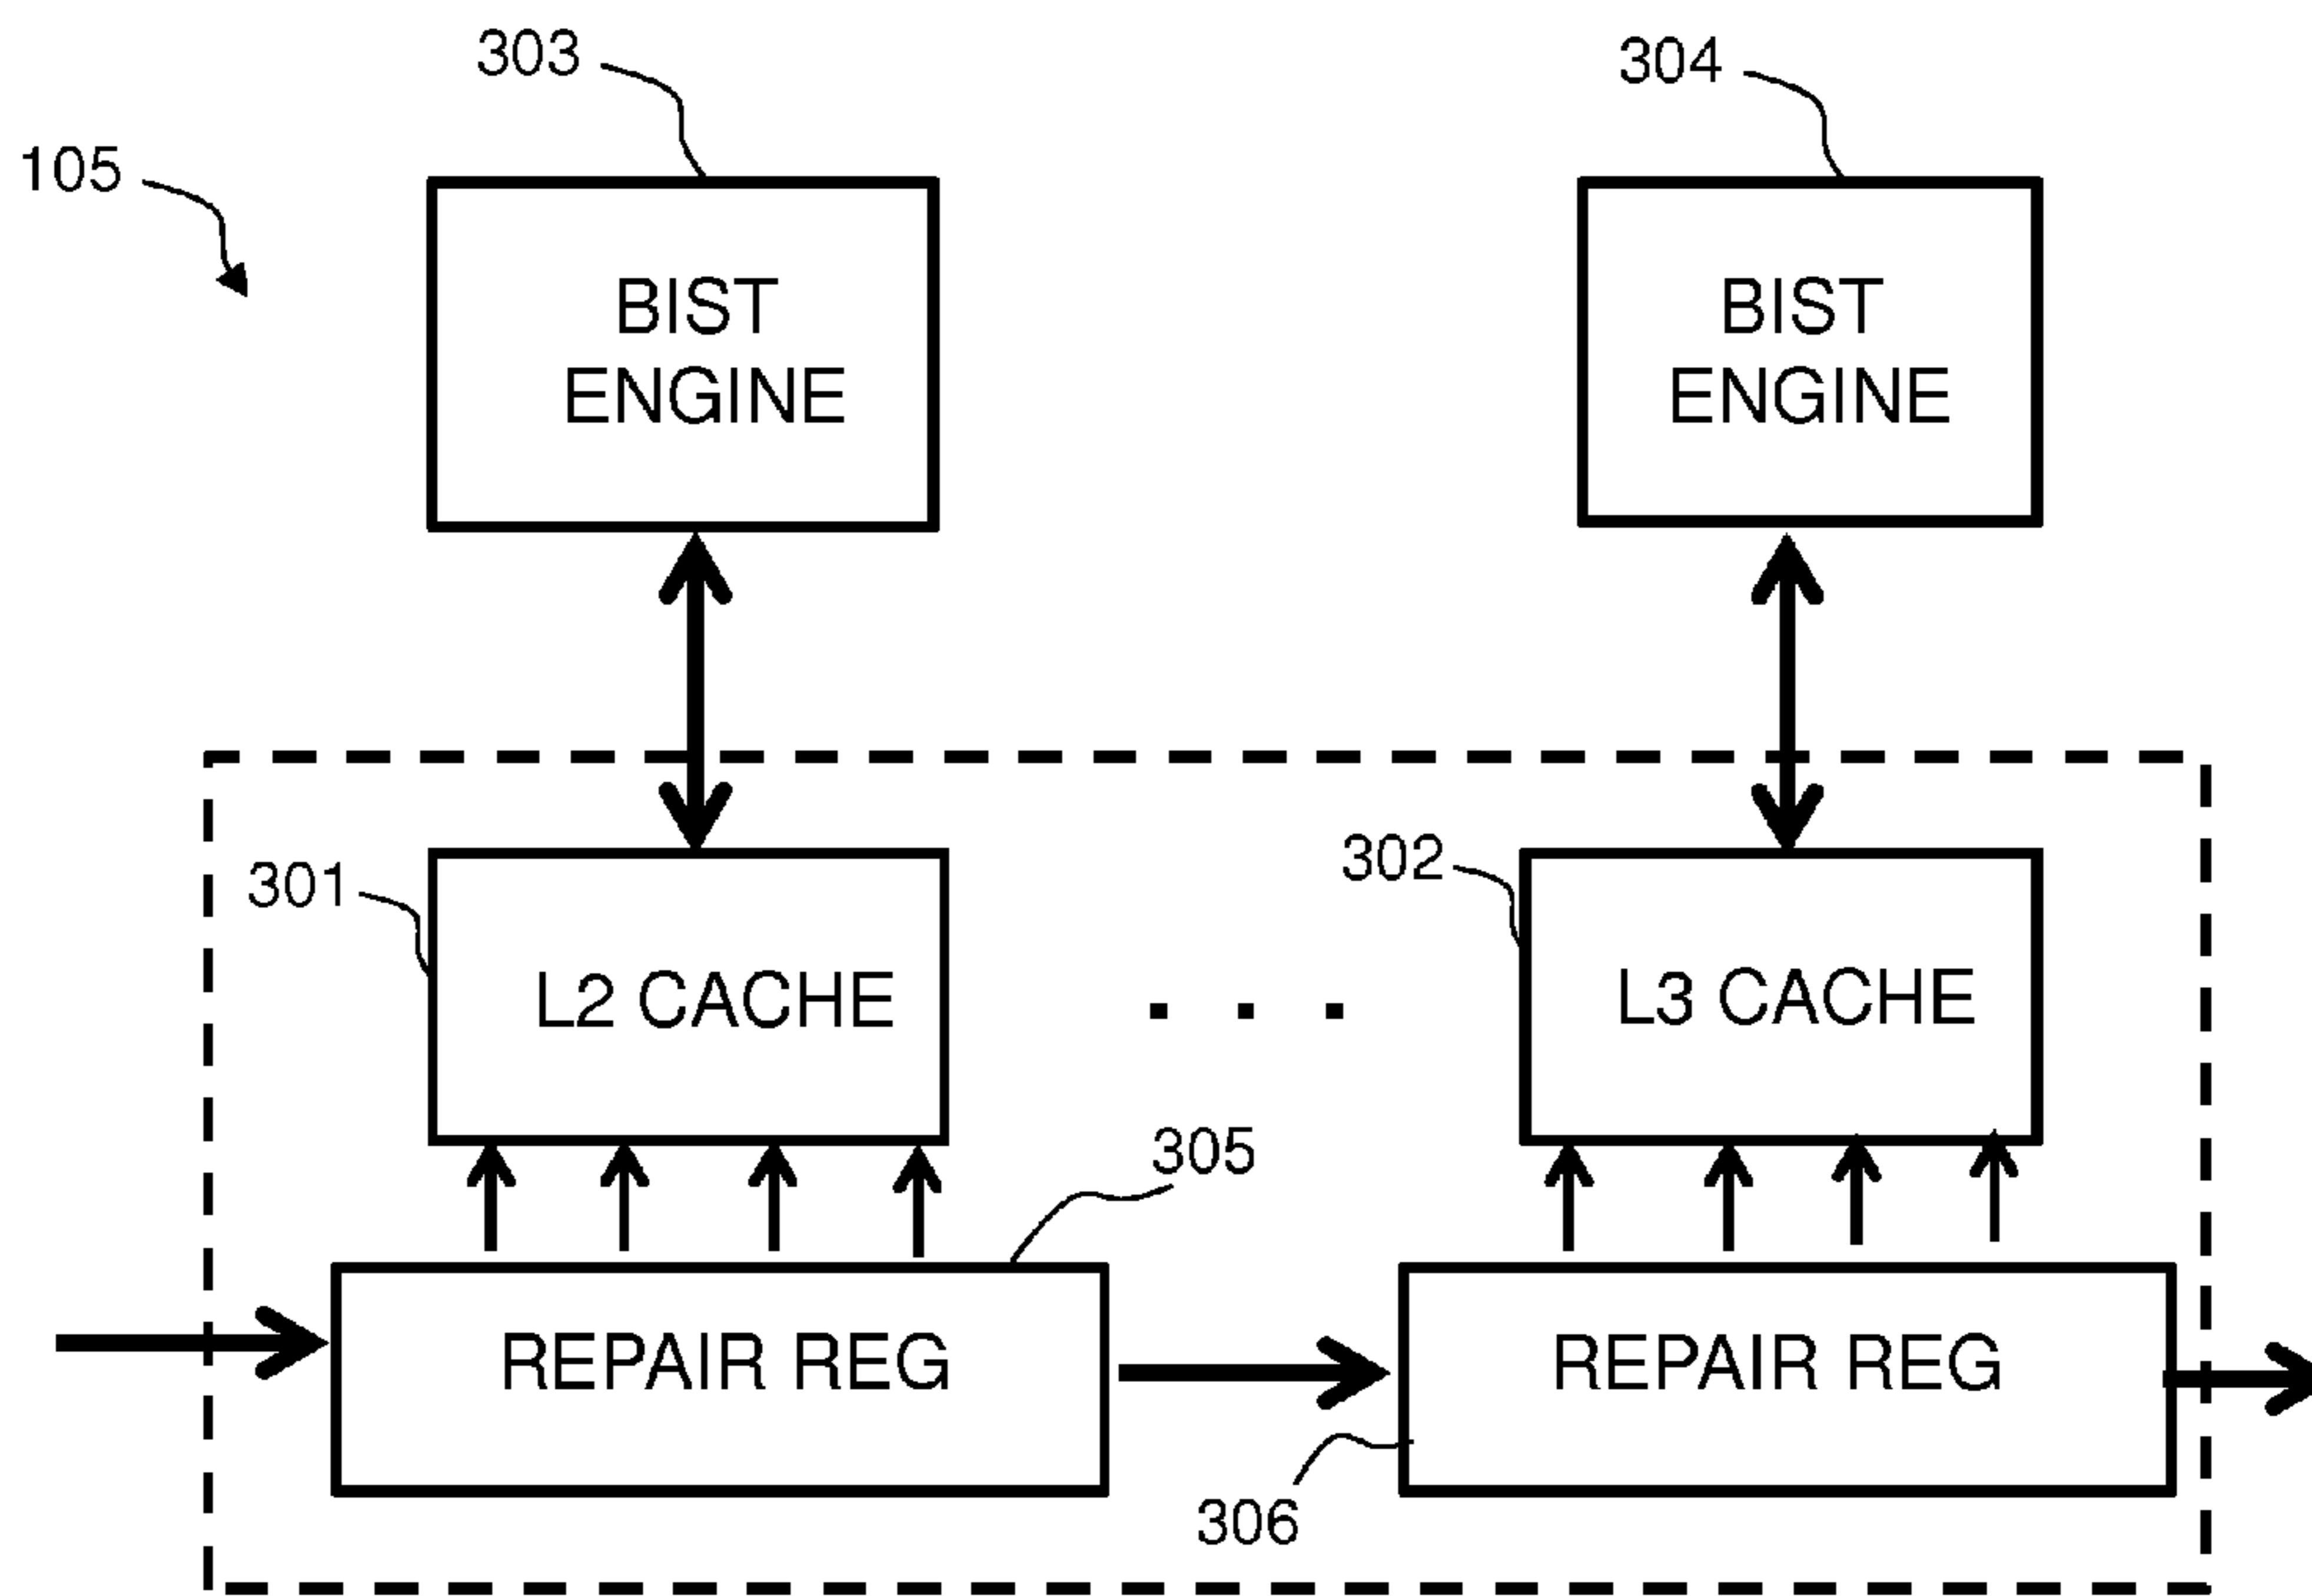 303
304
105
BIST
ENGINE
BIST
ENGINE
301
302
L2 CACHE
. . .
L3 CACHE
305
REPAIR REG
REPAIR REG
306